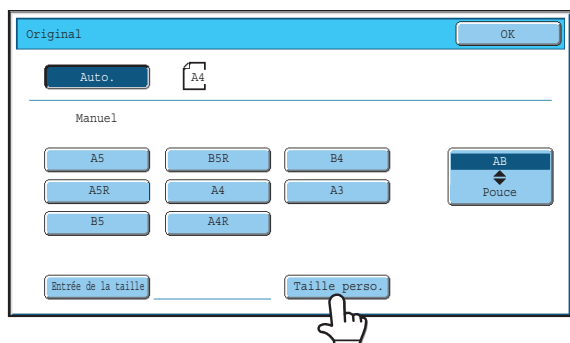 Original OK
Auto. A4
Manuel
A5 B5R B4 AB
A5R A4 A3 Pouce
B5 A4R
Entrée de la taille Taille perso.